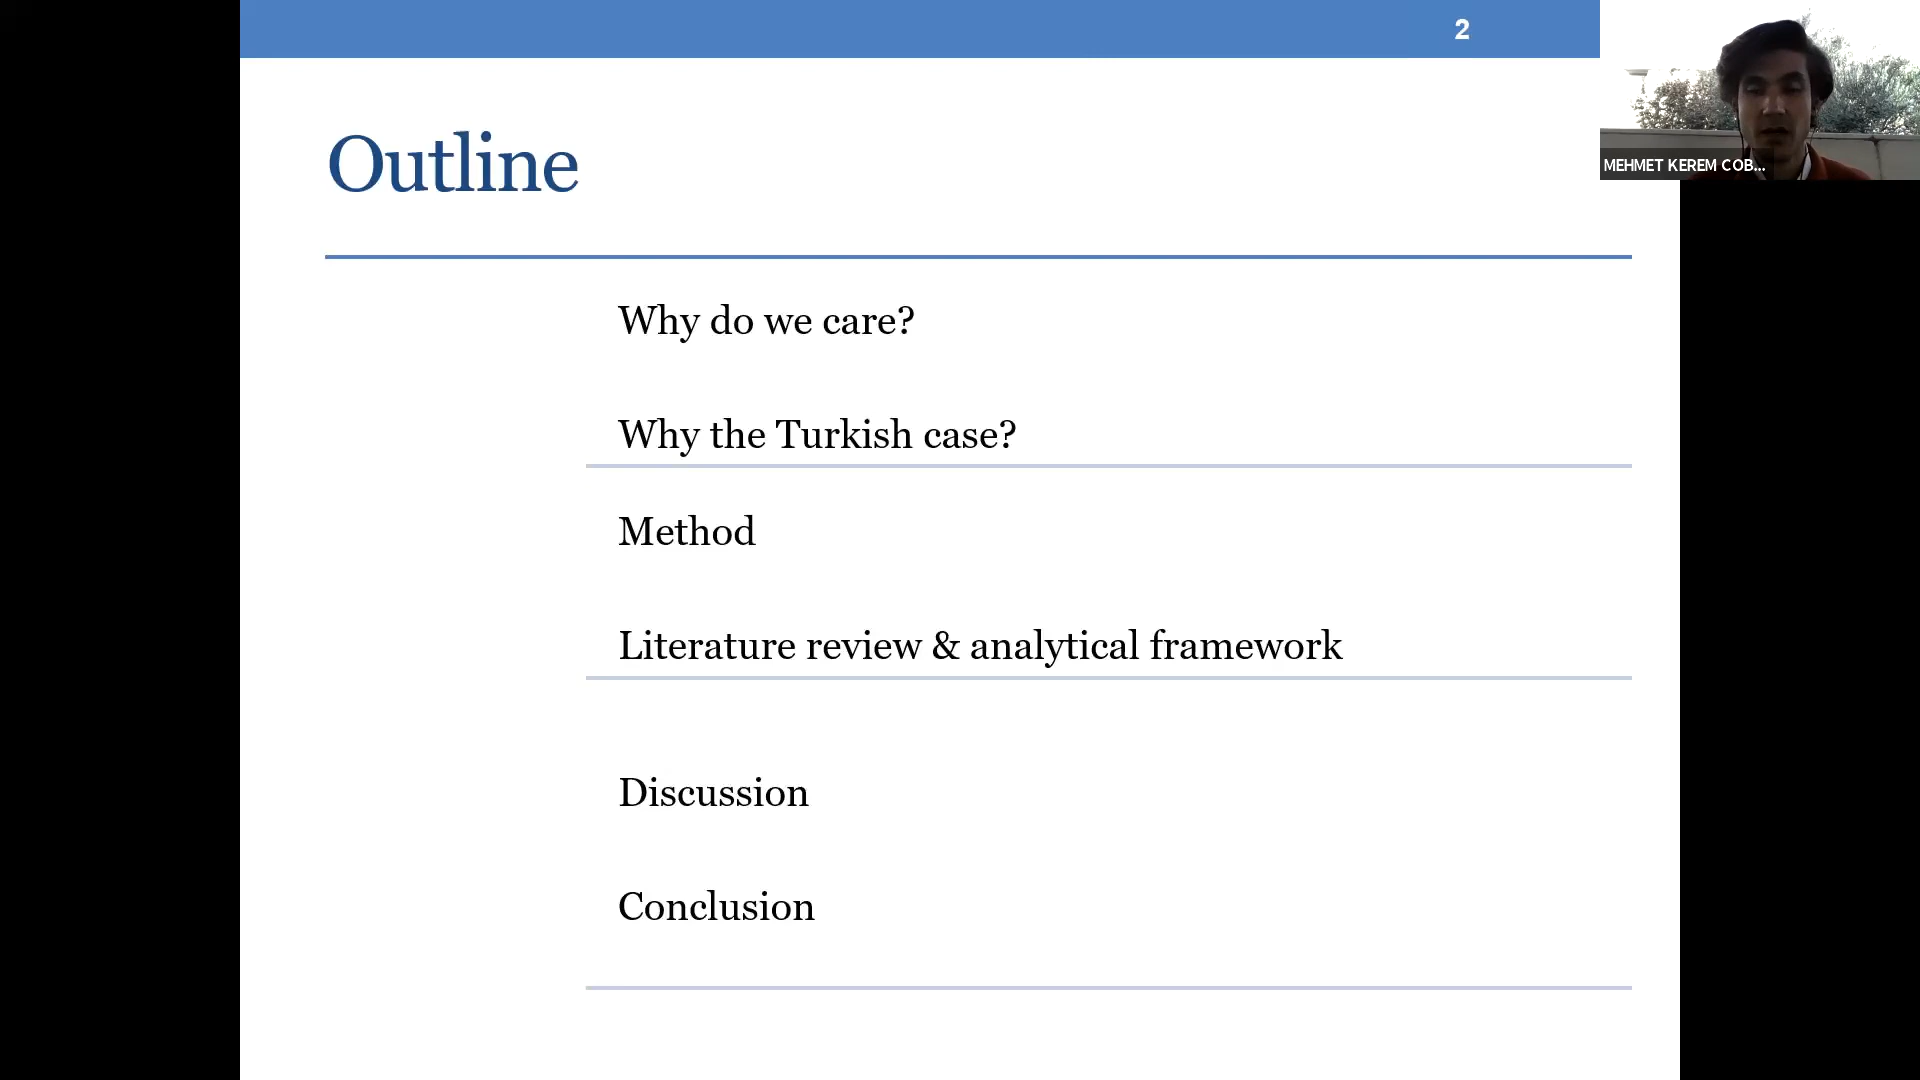 2
MEHMET KEREM COB...
Outline
Why do we care?
Why the Turkish case?
Method
Literature review & analytical framework
Discussion
Conclusion